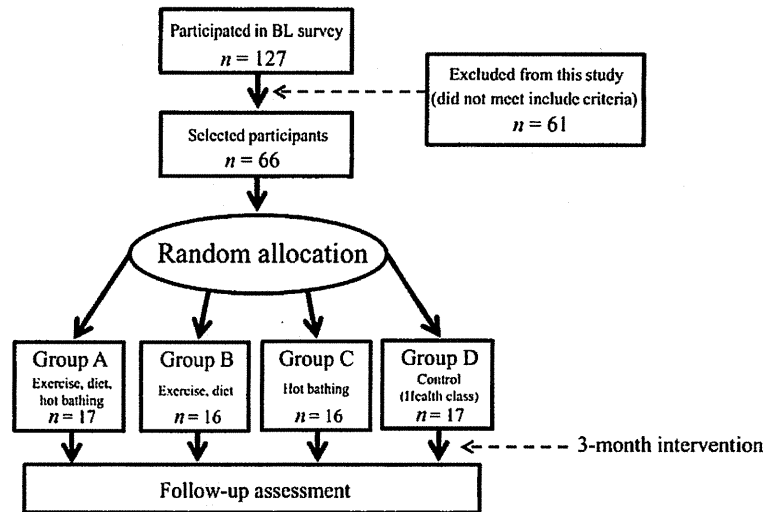 Participated in BL survey
n = 127
Excluded from this study
(did not meet include criteria)
n = 61
Selected participants
n = 66
Random allocation
Group A
Exercise, diet,
hot bathing
n = 17
Group B
Exercise, diet
n = 16
Group C
Hot bathing
n = 16
Group D
Control
(Health class)
n = 17
3-month intervention
Follow-up assessment